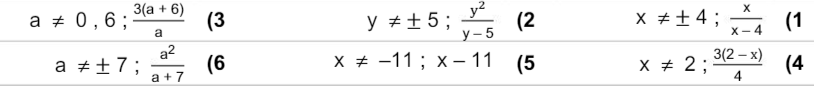 (1 x/(x – 4) ; x ≠ ± 4 (2 y²/(y – 5) ; y ≠ ± 5 (3 3(a + 6)/a ; a ≠ 0 , 6
(4 3(2 – x)/4 ; x ≠ 2 (5 x – 11 ; x ≠ –11 (6 a²/(a + 7) ; a ≠ ± 7